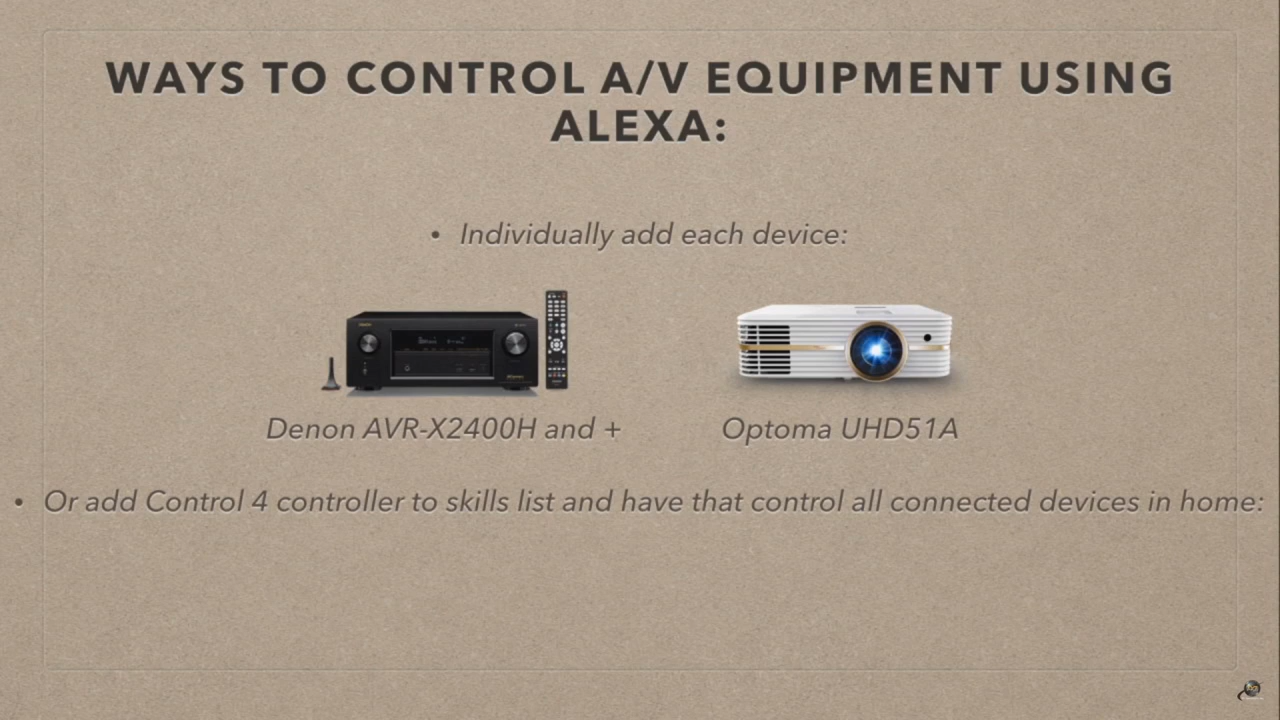 WAYS TO CONTROL A/V EQUIPMENT USING
ALEXA:
• Individually add each device:
Denon AVR-X2400H and +
Optoma UHD51A
• Or add Control 4 controller to skills list and have that control all connected devices in home: